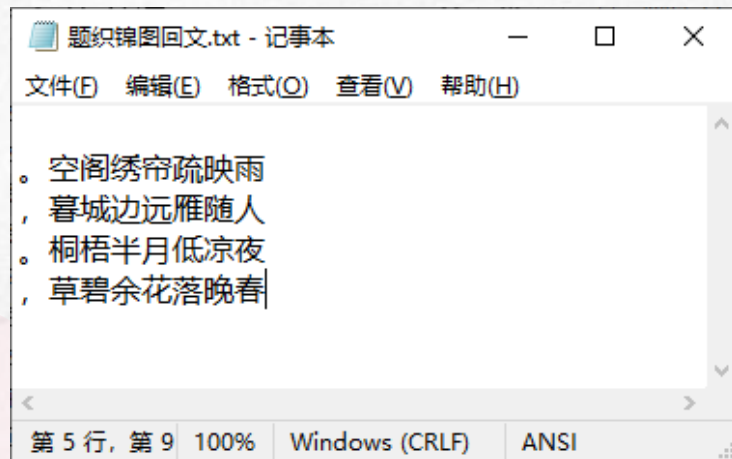 题织锦图回文.txt - 记事本
文件(F) 编辑(E) 格式(O) 查看(V) 帮助(H)
。空阁绣帘疏映雨
，暮城边远雁随人
。桐梧半月低凉夜
，草碧余花落晚春
第 5 行，第 9 100% Windows (CRLF) ANSI